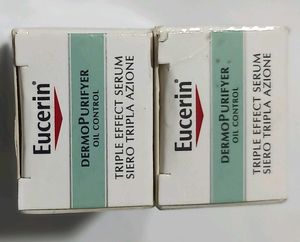 Eucerin®
DERMOPURIFYER
OIL CONTROL
TRIPLE EFFECT SERUM
SIERO TRIPLA AZIONE
Eucerin®
DERMOPURIFYER
OIL CONTROL
TRIPLE EFFECT SERUM
SIERO TRIPLA AZIONE